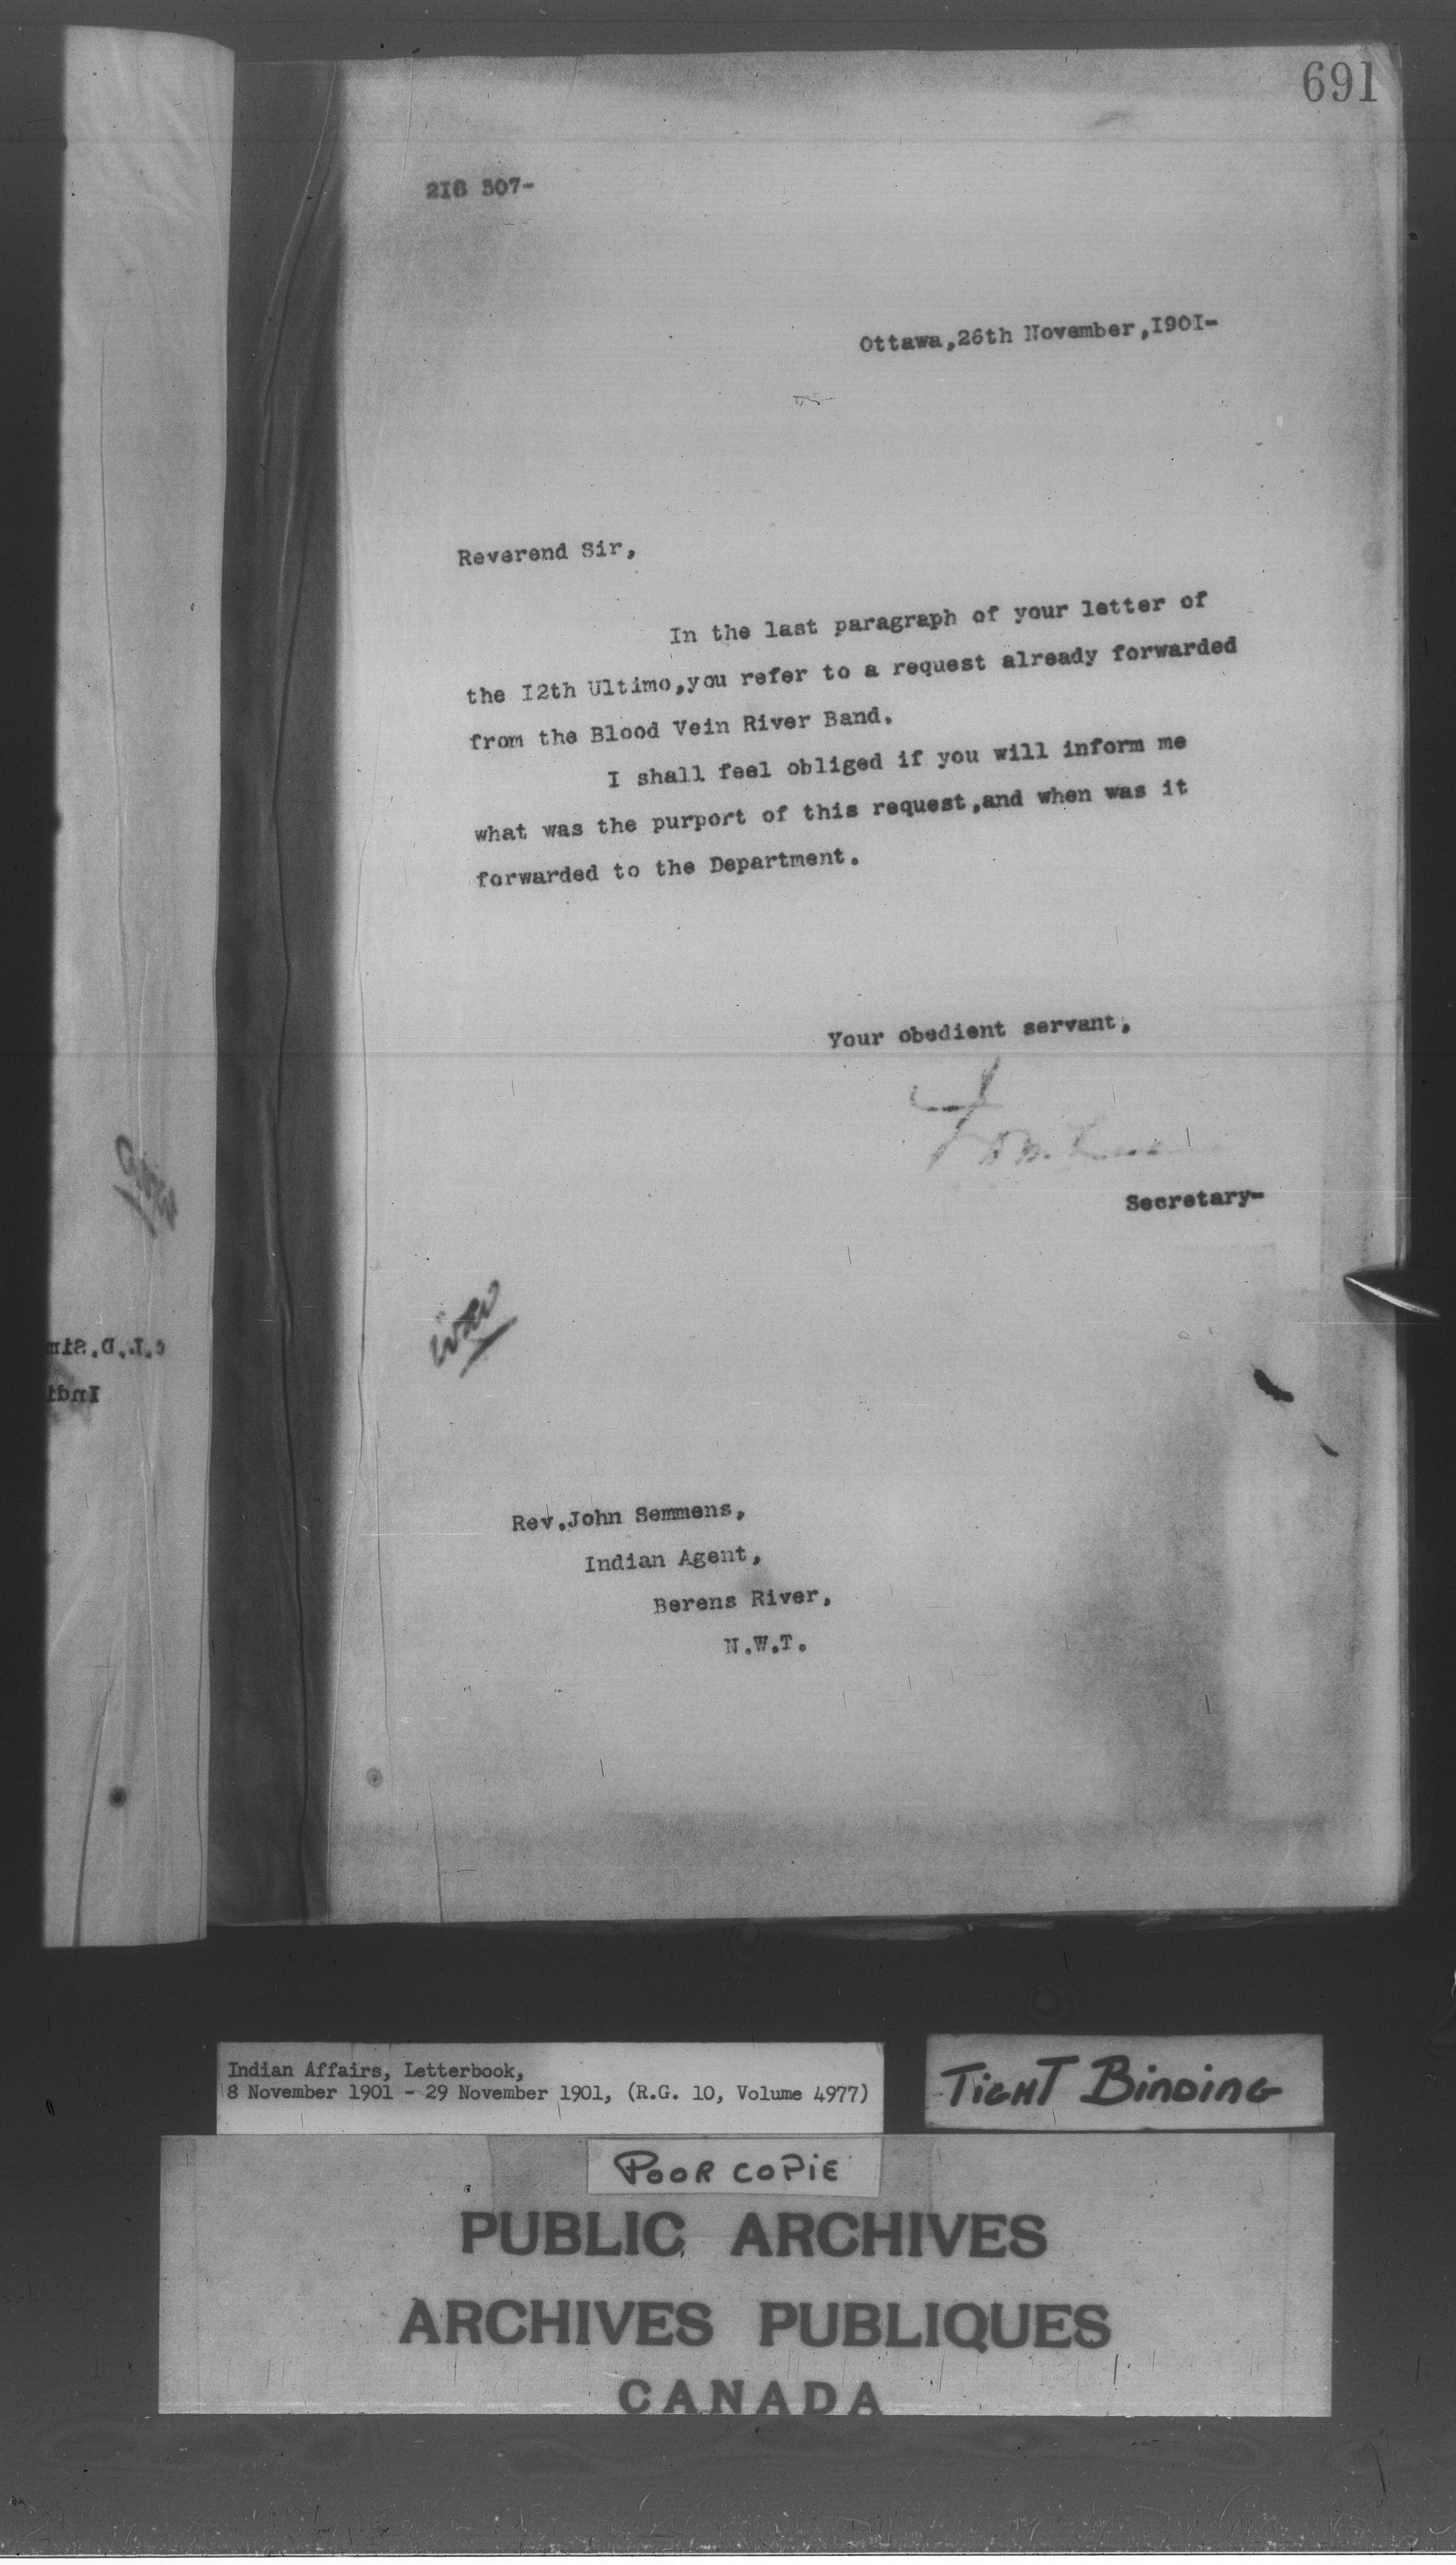 691
218 507-
Ottawa,26th November,I90I-
Reverend Sir,
In the last paragraph of your letter of
the I2th Ultimo,you refer to a request already forwarded
from the Blood Vein River Band.
I shall feel obliged if you will inform me
what was the purport of this request,and when was it
forwarded to the Department.
Your obedient servant,
Secretary-
Rev.John Semmens,
Indian Agent,
Berens River,
N.W.T.
Indian Affairs, Letterbook,
8 November 1901 - 29 November 1901, (R.G. 10, Volume 4977)
TIGHT BINDING
POOR COPIE
PUBLIC ARCHIVES
ARCHIVES PUBLIQUES
CANADA